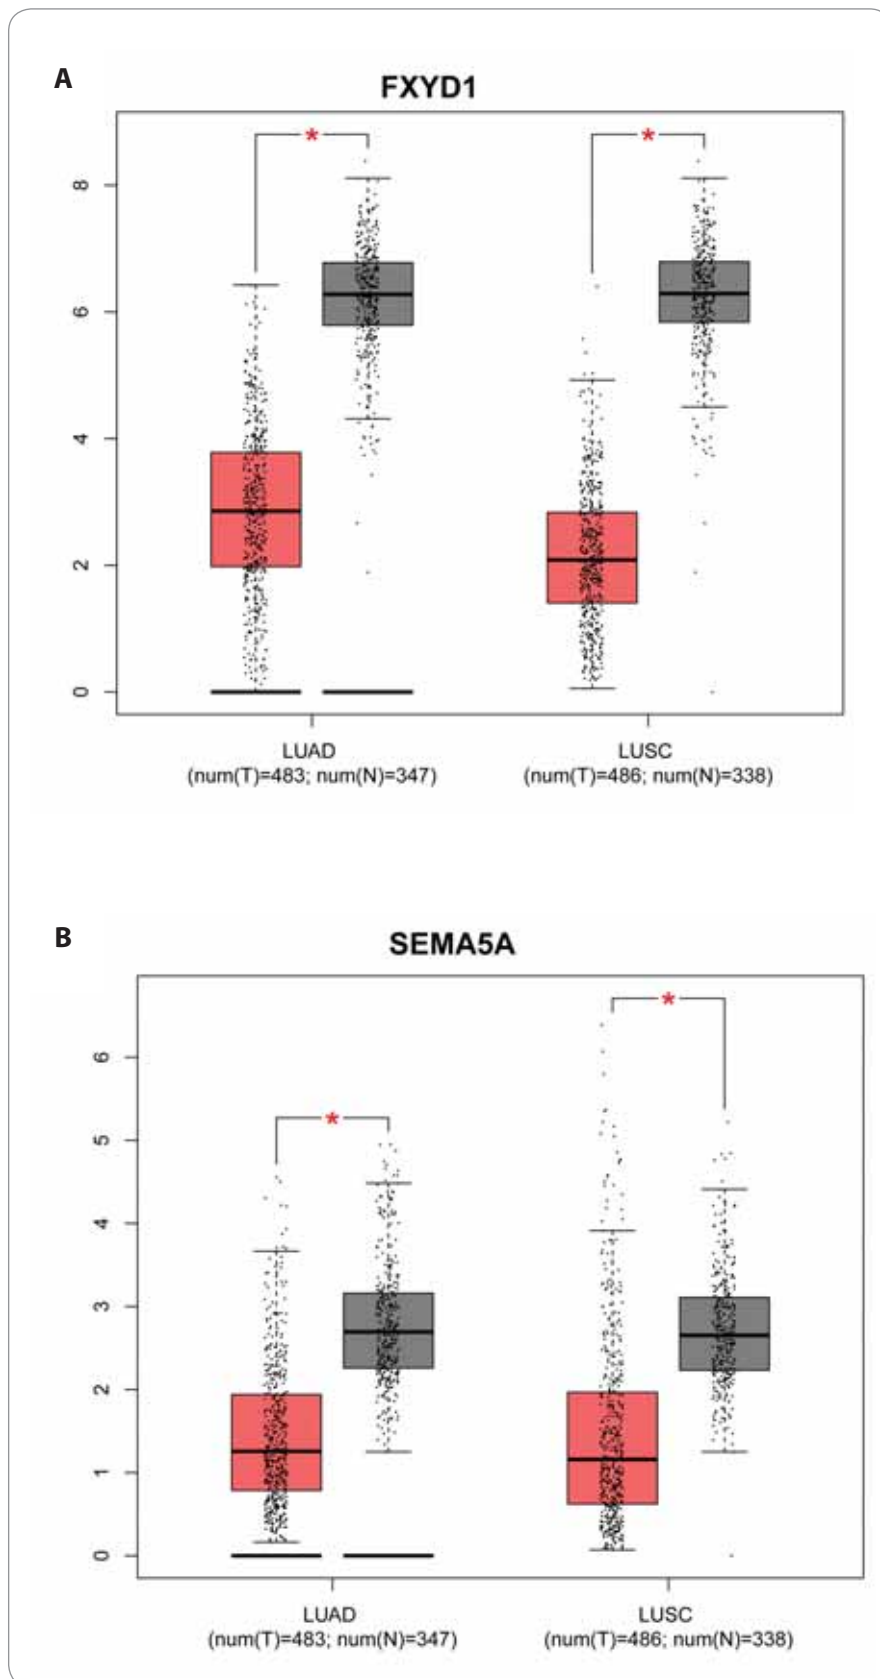 A
FXYD1
*
*
8
6
4
2
0
LUAD
(num(T)=483; num(N)=347)
LUSC
(num(T)=486; num(N)=338)
B
SEMA5A
*
*
6
5
4
3
2
1
0
LUAD
(num(T)=483; num(N)=347)
LUSC
(num(T)=486; num(N)=338)